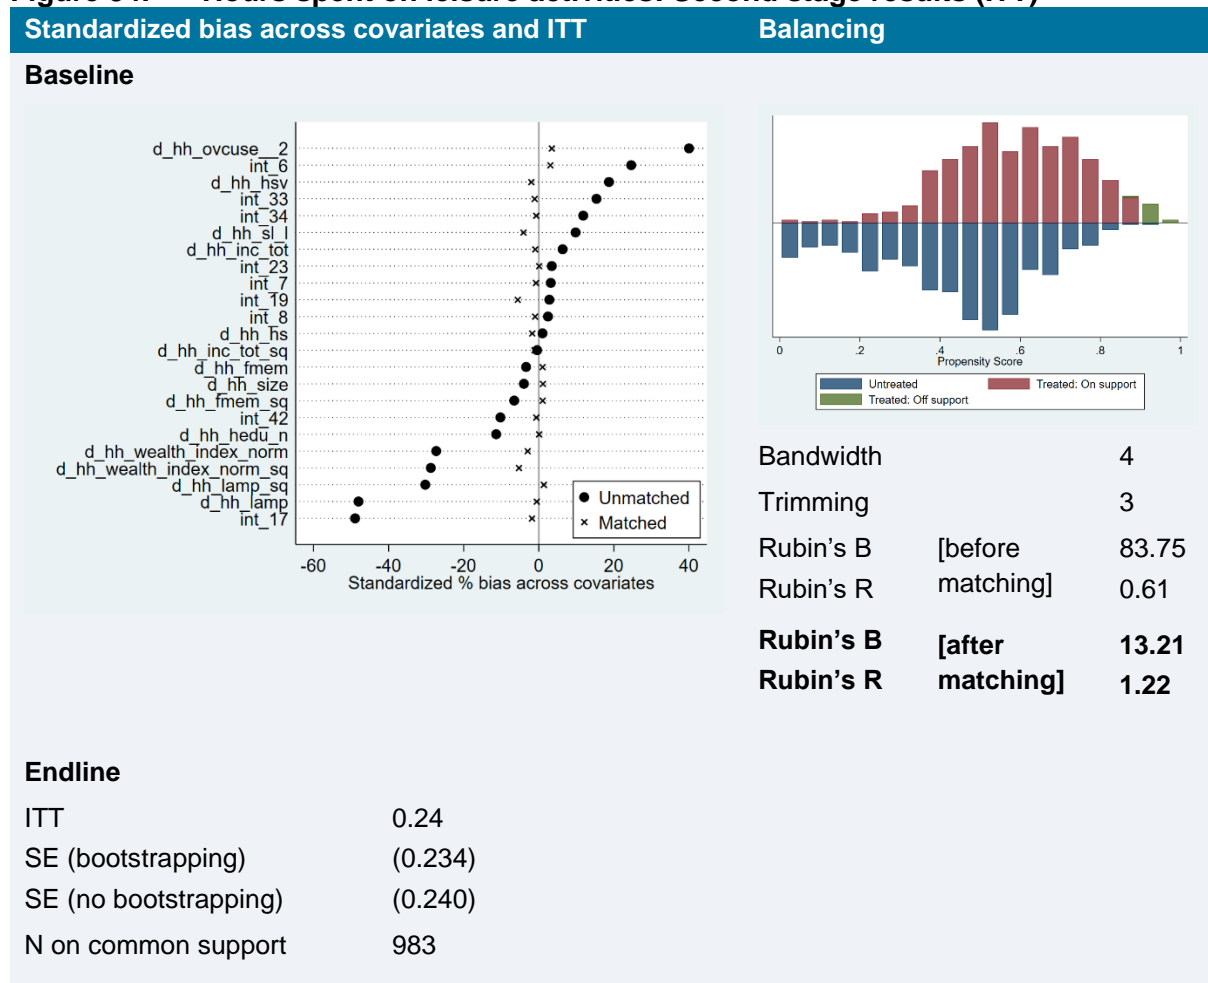 Standardized bias across covariates and ITT
Balancing
Baseline
d_hh_ovcuse__2
int_6
d_hh_hsv
int_33
int_34
d_hh_sl_l
d_hh_inc_tot
int_23
int_7
int_19
int_8
d_hh_hs
d_hh_inc_tot_sq
d_hh_fmem
d_hh_size
d_hh_fmem_sq
int_42
d_hh_hedu_n
d_hh_wealth_index_norm
d_hh_wealth_index_norm_sq
d_hh_lamp_sq
d_hh_lamp
int_17
Unmatched
Matched
-60 -40 -20 0 20 40
Standardized % bias across covariates
0 .2 .4 .6 .8 1
Propensity Score
Untreated Treated: On support
Treated: Off support
Bandwidth 4
Trimming 3
Rubin's B [before 83.75
Rubin's R matching] 0.61
Rubin's B [after 13.21
Rubin's R matching] 1.22
Endline
ITT 0.24
SE (bootstrapping) (0.234)
SE (no bootstrapping) (0.240)
N on common support 983